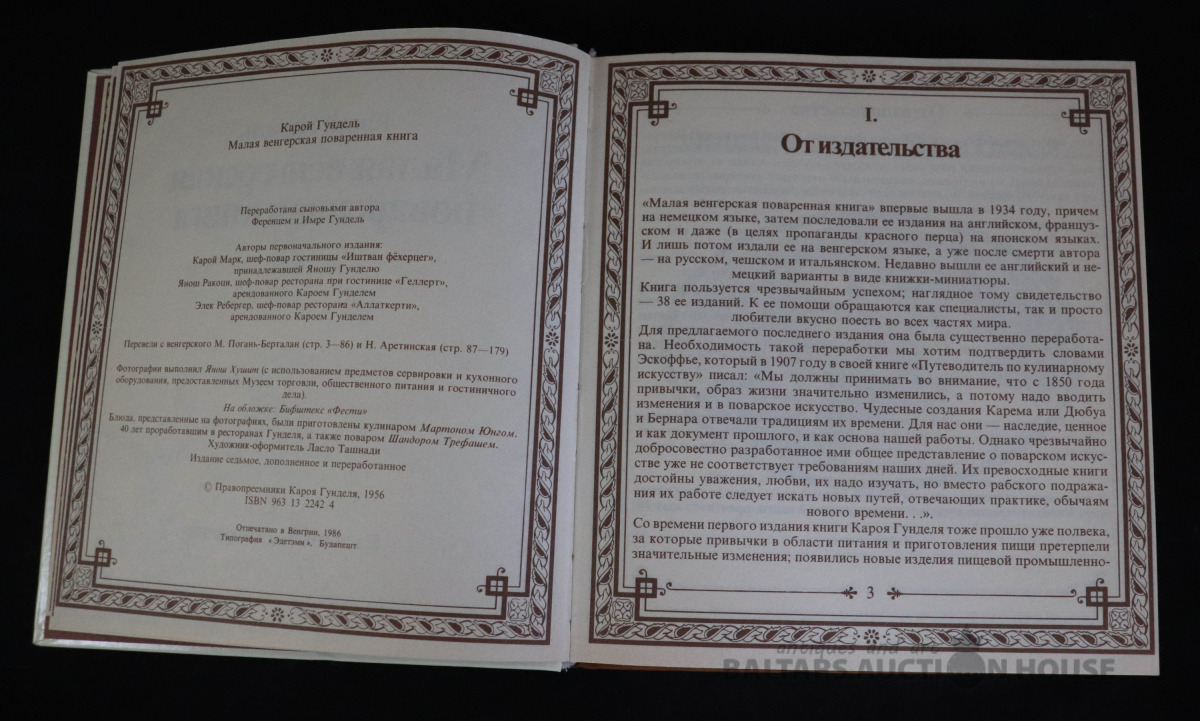 Карой Гундель
Малая венгерская поваренная книга
Переработана сыновьями автора
Ференцем и Имре Гундель
Авторы первоначального издания:
Карой Марк, шеф-повар гостиницы «Иштван фёхерцег»,
принадлежавшей Яношу Гунделю
Янош Ракоци, шеф-повар ресторана при гостинице «Геллерт»,
арендованного Кароем Гунделем
Элек Ребергер, шеф-повар ресторана «Аллаткерти»,
арендованного Кароем Гунделем
Перевели с венгерского М. Погань-Берталан (стр. 3—86) и Н. Аретинская (стр. 87—179)
Фотографии выполнил Янош Хушит (с использованием предметов сервировки и кухонного
оборудования, предоставленных Музеем торговли, общественного питания и гостиничного
дела).
На обложке: Бифштекс «Фести»
Блюда, представленные на фотографиях, были приготовлены кулинаром Мартоном Юнгом,
40 лет проработавшим в ресторанах Гунделя, а также поваром Шандором Трефашем.
Художник-оформитель Ласло Ташнади
Издание седьмое, дополненное и переработанное
© Правопреемники Кароя Гунделя, 1956
ISBN 963 13 2242 4
Отпечатано в Венгрии, 1986
Типография «Эдетэми», Будапешт
I.
От издательства
«Малая венгерская поваренная книга» впервые вышла в 1934 году, причем
на немецком языке, затем последовали ее издания на английском, француз-
ском и даже (в целях пропаганды красного перца) на японском языках.
И лишь потом издали ее на венгерском языке, а уже после смерти автора
— на русском, чешском и итальянском. Недавно вышли ее английский и не-
мецкий варианты в виде книжки-миниатюры.
Книга пользуется чрезвычайным успехом; наглядное тому свидетельство
— 38 ее изданий. К ее помощи обращаются как специалисты, так и просто
любители вкусно поесть во всех частях мира.
Для предлагаемого последнего издания она была существенно переработа-
на. Необходимость такой переработки мы хотим подтвердить словами
Эскоффье, который в 1907 году в своей книге «Путеводитель по кулинарному
искусству» писал: «Мы должны принимать во внимание, что с 1850 года
привычки, образ жизни значительно изменились, а потому надо вводить
изменения и в поварское искусство. Чудесные создания Карема или Дюбуа
и Бернара отвечали традициям их времени. Для нас они — наследие, ценное
и как документ прошлого, и как основа нашей работы. Однако чрезвычайно
добросовестно разработанное ими общее представление о поварском искус-
стве уже не соответствует требованиям наших дней. Их превосходные книги
достойны уважения, любви, их надо изучать, но вместо рабского подража-
ния их работе следует искать новых путей, отвечающих практике, обычаям
нового времени. . .».
Со времени первого издания книги Кароя Гунделя тоже прошло уже полвека,
за которые привычки в области питания и приготовления пищи претерпели
значительные изменения; появились новые изделия пищевой промышленно-
3
antiques and art
BALTARS AUCTION HOUSE